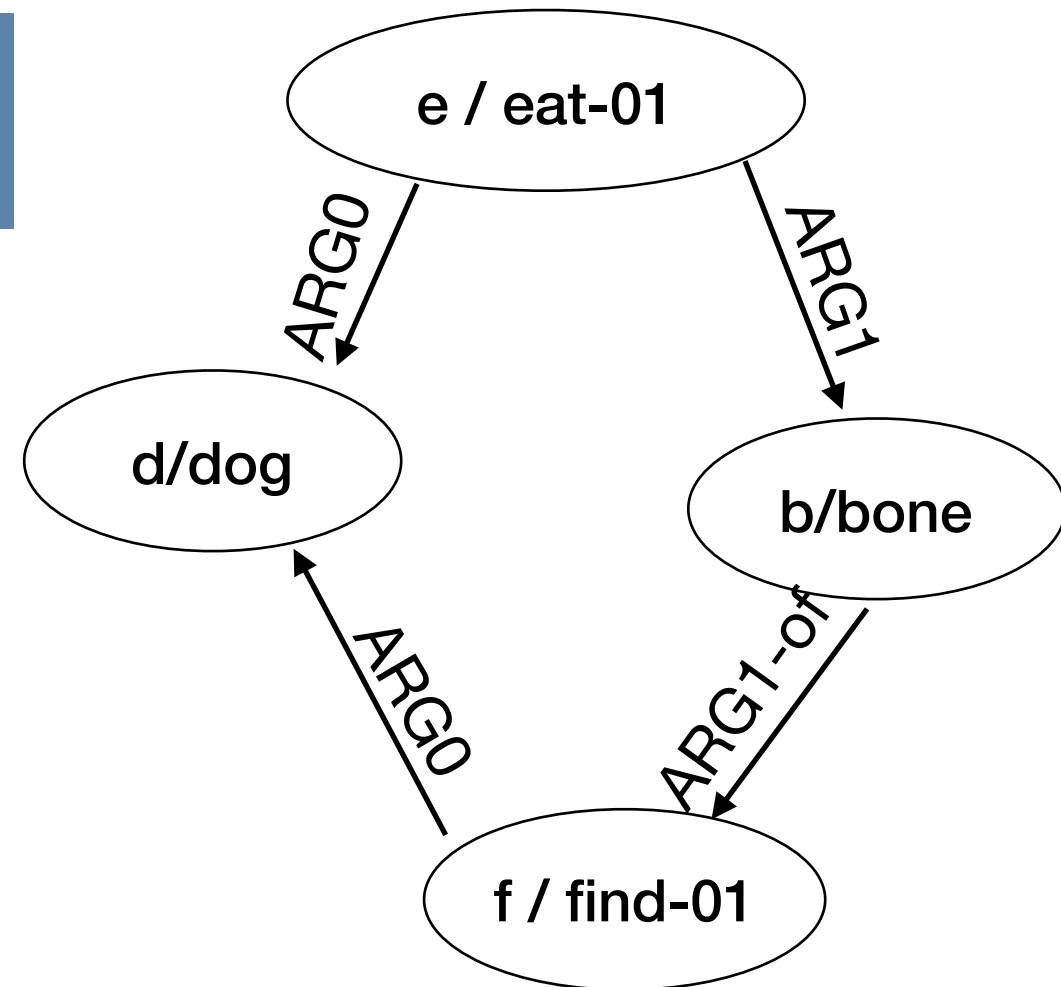 e / eat-01
ARG0
ARG1
d/dog
b/bone
ARG0
ARG1-of
f / find-01